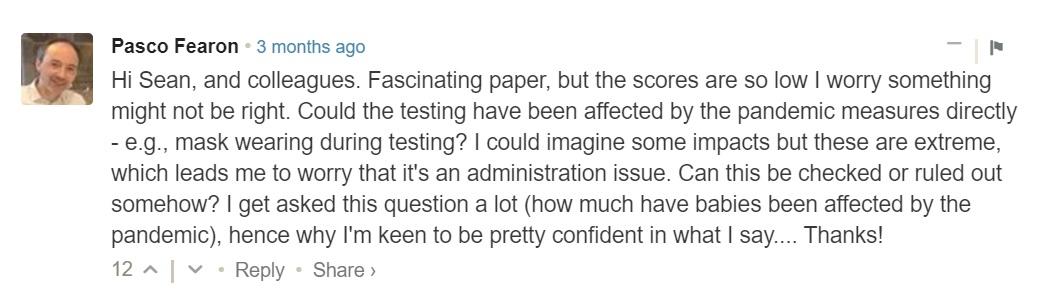 Pasco Fearon • 3 months ago
Hi Sean, and colleagues. Fascinating paper, but the scores are so low I worry something
might not be right. Could the testing have been affected by the pandemic measures directly
- e.g., mask wearing during testing? I could imagine some impacts but these are extreme,
which leads me to worry that it's an administration issue. Can this be checked or ruled out
somehow? I get asked this question a lot (how much have babies been affected by the
pandemic), hence why I'm keen to be pretty confident in what I say.... Thanks!
12 • Reply • Share ›